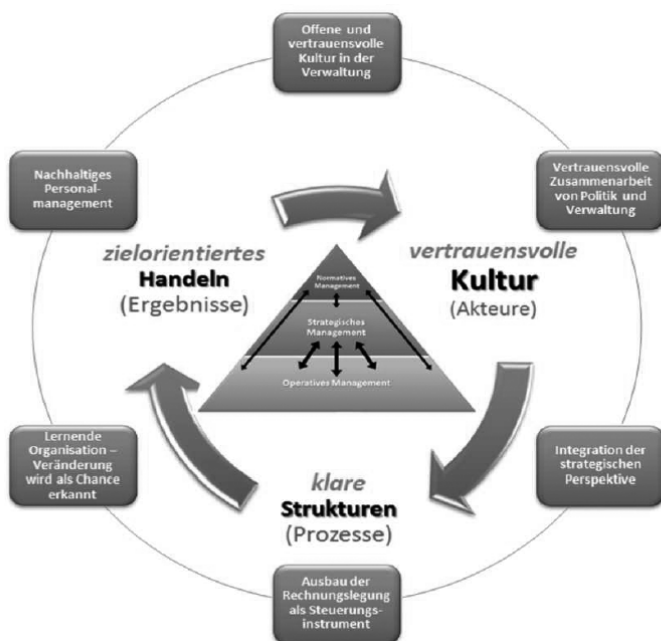 Offene und
vertrauensvolle
Kultur in der
Verwaltung
Nachhaltiges
Personal-
management
Vertrauensvolle
Zusammenarbeit
von Politik und
Verwaltung
zielorientiertes
Handeln
(Ergebnisse)
vertrauensvolle
Kultur
(Akteure)
Normatives
Management
Strategisches
Management
Operatives Management
Lernende
Organisation –
Veränderung
wird als Chance
erkannt
Integration der
strategischen
Perspektive
klare
Strukturen
(Prozesse)
Ausbau der
Rechnungslegung
als Steuerungs-
instrument